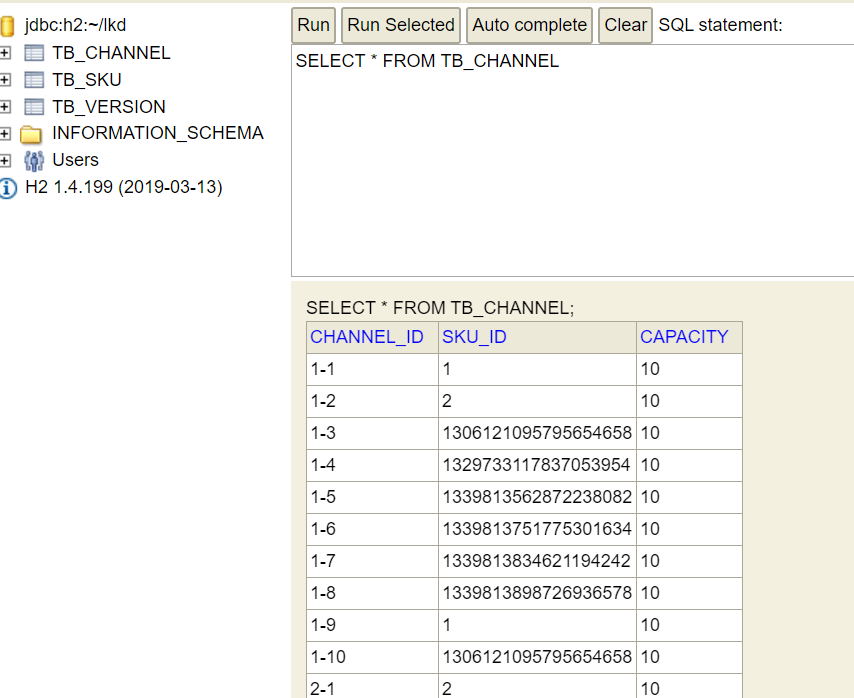 jdbc:h2:~/lkd
TB_CHANNEL
TB_SKU
TB_VERSION
INFORMATION_SCHEMA
Users
H2 1.4.199 (2019-03-13)
Run Run Selected Auto complete Clear SQL statement:
SELECT * FROM TB_CHANNEL
SELECT * FROM TB_CHANNEL;
CHANNEL_ID SKU_ID CAPACITY
1-1 1 10
1-2 2 10
1-3 1306121095795654658 10
1-4 1329733117837053954 10
1-5 1339813562872238082 10
1-6 1339813751775301634 10
1-7 1339813834621194242 10
1-8 1339813898726936578 10
1-9 1 10
1-10 1306121095795654658 10
2-1 2 10